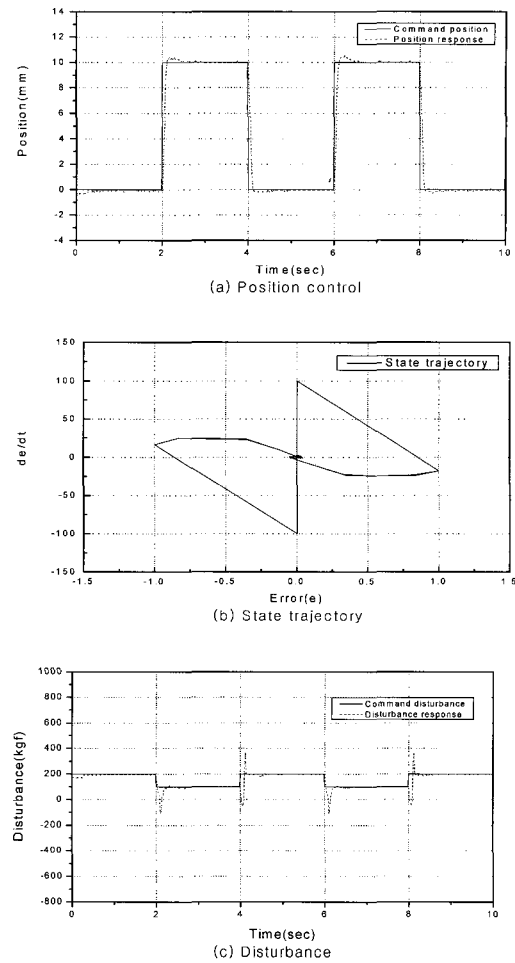 14
12
10
8
6
4
2
0
-2
-4
Position(mm)
Command position
Position response
0 2 4 6 8 10
Time(sec)
(a) Position control
150
100
50
0
-50
-100
-150
de/dt
State trajectory
-1.5 -1.0 -0.5 0.0 0.5 1.0 1.5
Error(e)
(b) State trajectory
1000
800
600
400
200
0
-200
-400
-600
-800
Disturbance(kgf)
Command disturbance
Disturbance response
0 2 4 6 8 10
Time(sec)
(c) Disturbance